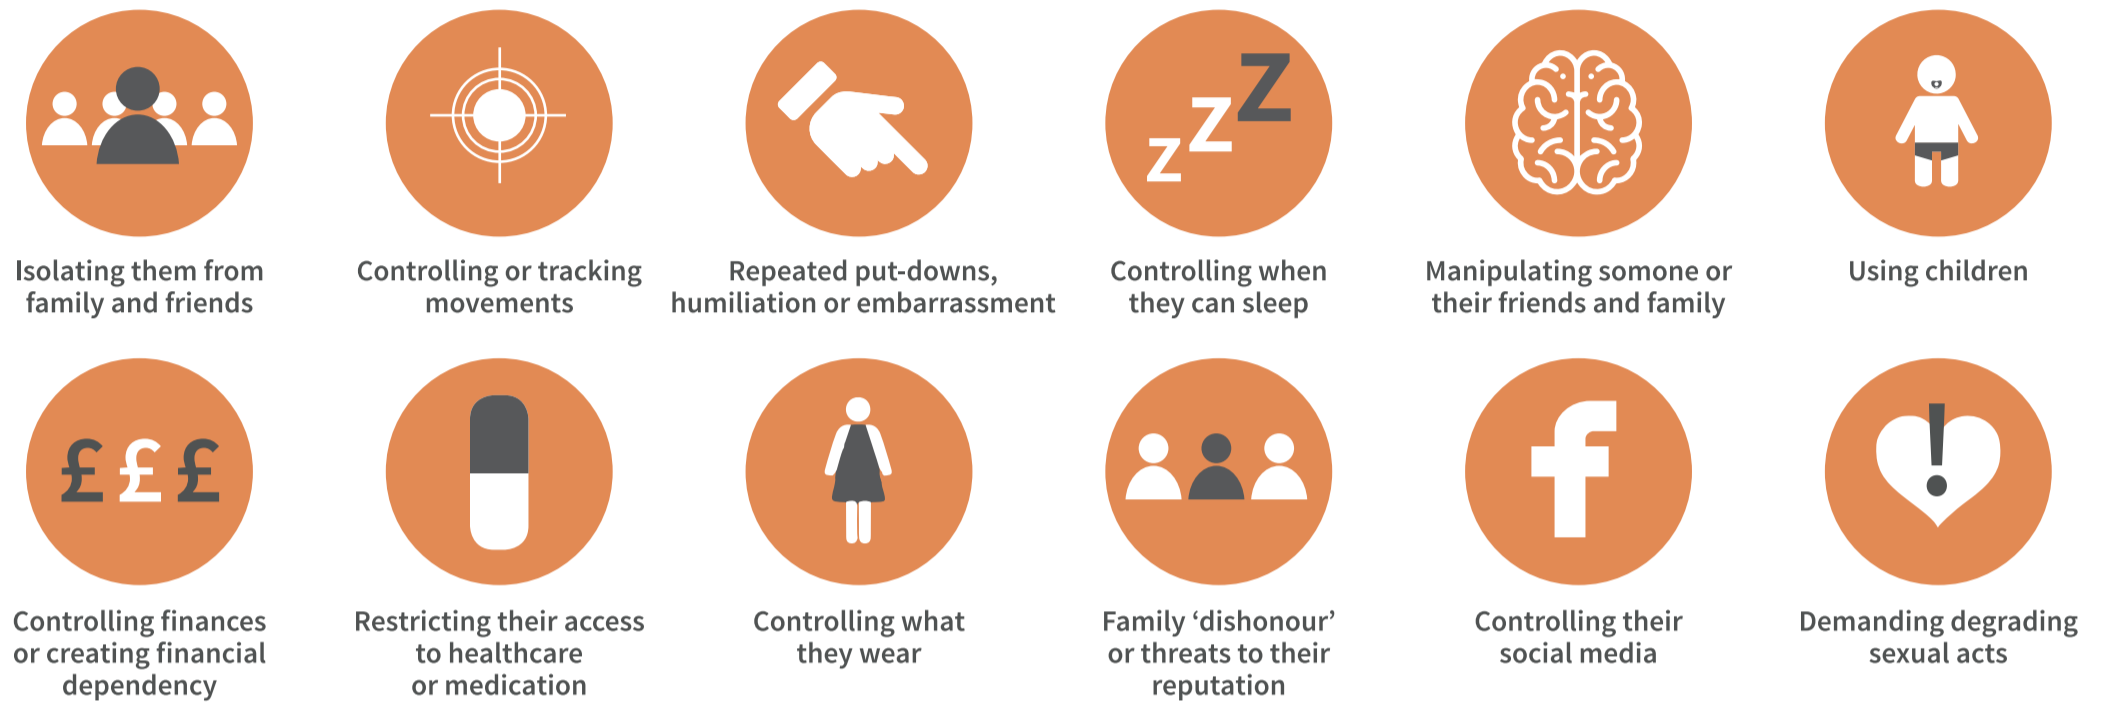 z
Z
Z
Isolating them from
family and friends
Controlling or tracking
movements
Repeated put-downs,
humiliation or embarrassment
Controlling when
they can sleep
Manipulating somone or
their friends and family
Using children
£ £ £
f
!
Controlling finances
or creating financial
dependency
Restricting their access
to healthcare
or medication
Controlling what
they wear
Family ‘dishonour’
or threats to their
reputation
Controlling their
social media
Demanding degrading
sexual acts